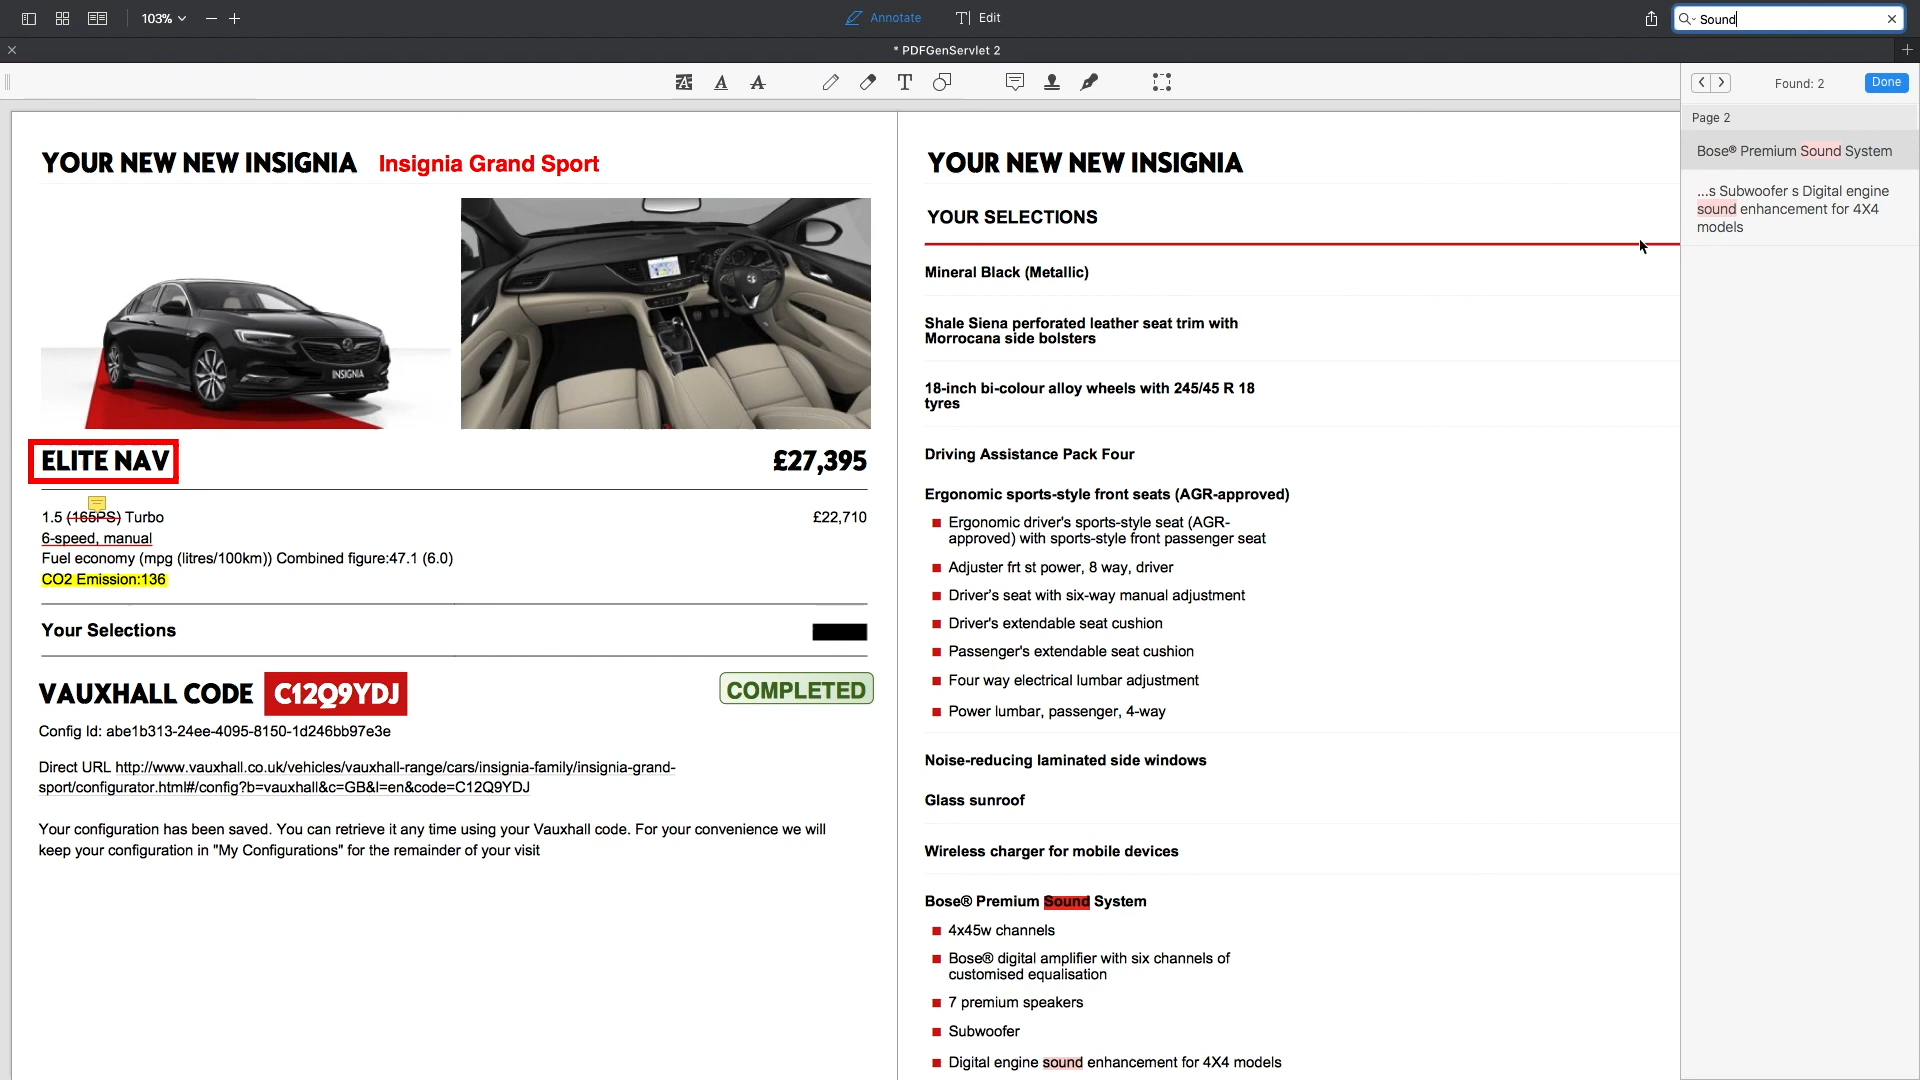 103%
Annotate
Edit
Sound
* PDFGenServlet 2
Found: 2
Done
Page 2
Bose® Premium Sound System
...s Subwoofer s Digital engine
sound enhancement for 4X4
models
YOUR NEW NEW INSIGNIA Insignia Grand Sport
INSIGNIA
ELITE NAV £27,395
1.5 (165PS) Turbo £22,710
6-speed, manual
Fuel economy (mpg (litres/100km)) Combined figure:47.1 (6.0)
CO2 Emission:136
Your Selections
VAUXHALL CODE C12Q9YDJ COMPLETED
Config Id: abe1b313-24ee-4095-8150-1d246bb97e3e
Direct URL http://www.vauxhall.co.uk/vehicles/vauxhall-range/cars/insignia-family/insignia-grand-
sport/configurator.html#/config?b=vauxhall&c=GB&l=en&code=C12Q9YDJ
Your configuration has been saved. You can retrieve it any time using your Vauxhall code. For your convenience we will
keep your configuration in "My Configurations" for the remainder of your visit
YOUR NEW NEW INSIGNIA
YOUR SELECTIONS
Mineral Black (Metallic)
Shale Siena perforated leather seat trim with
Morrocana side bolsters
18-inch bi-colour alloy wheels with 245/45 R 18
tyres
Driving Assistance Pack Four
Ergonomic sports-style front seats (AGR-approved)
Ergonomic driver's sports-style seat (AGR-
approved) with sports-style front passenger seat
Adjuster frt st power, 8 way, driver
Driver's seat with six-way manual adjustment
Driver's extendable seat cushion
Passenger's extendable seat cushion
Four way electrical lumbar adjustment
Power lumbar, passenger, 4-way
Noise-reducing laminated side windows
Glass sunroof
Wireless charger for mobile devices
Bose® Premium Sound System
4x45w channels
Bose® digital amplifier with six channels of
customised equalisation
7 premium speakers
Subwoofer
Digital engine sound enhancement for 4X4 models